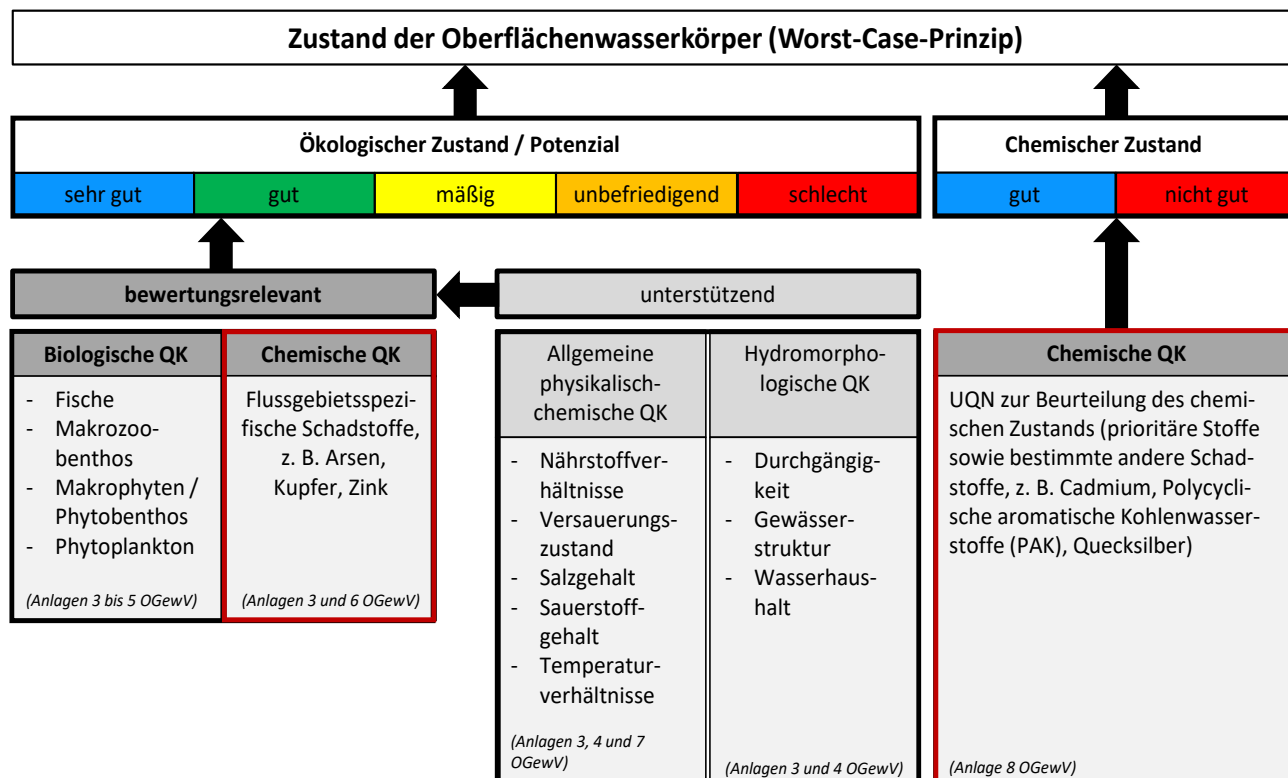 Zustand der Oberflächenwasserkörper (Worst-Case-Prinzip)
Ökologischer Zustand / Potenzial
sehr gut
gut
mäßig
unbefriedigend
schlecht
Chemischer Zustand
gut
nicht gut
bewertungsrelevant
unterstützend
Biologische QK
- Fische
- Makrozoo-
benthos
- Makrophyten /
Phytobenthos
- Phytoplankton
(Anlagen 3 bis 5 OGewV)
Chemische QK
Flussgebietsspezi-
fische Schadstoffe,
z. B. Arsen,
Kupfer, Zink
(Anlagen 3 und 6 OGewV)
Allgemeine
physikalisch-
chemische QK
- Nährstoffver-
hältnisse
- Versauerungs-
zustand
- Salzgehalt
- Sauerstoff-
gehalt
- Temperatur-
verhältnisse
(Anlagen 3, 4 und 7
OGewV)
Hydromorpho-
logische QK
- Durchgängig-
keit
- Gewässer-
struktur
- Wasserhaus-
halt
(Anlagen 3 und 4 OGewV)
Chemische QK
UQN zur Beurteilung des chemi-
schen Zustands (prioritäre Stoffe
sowie bestimmte andere Schad-
stoffe, z. B. Cadmium, Polycycli-
sche aromatische Kohlenwasser-
stoffe (PAK), Quecksilber)
(Anlage 8 OGewV)